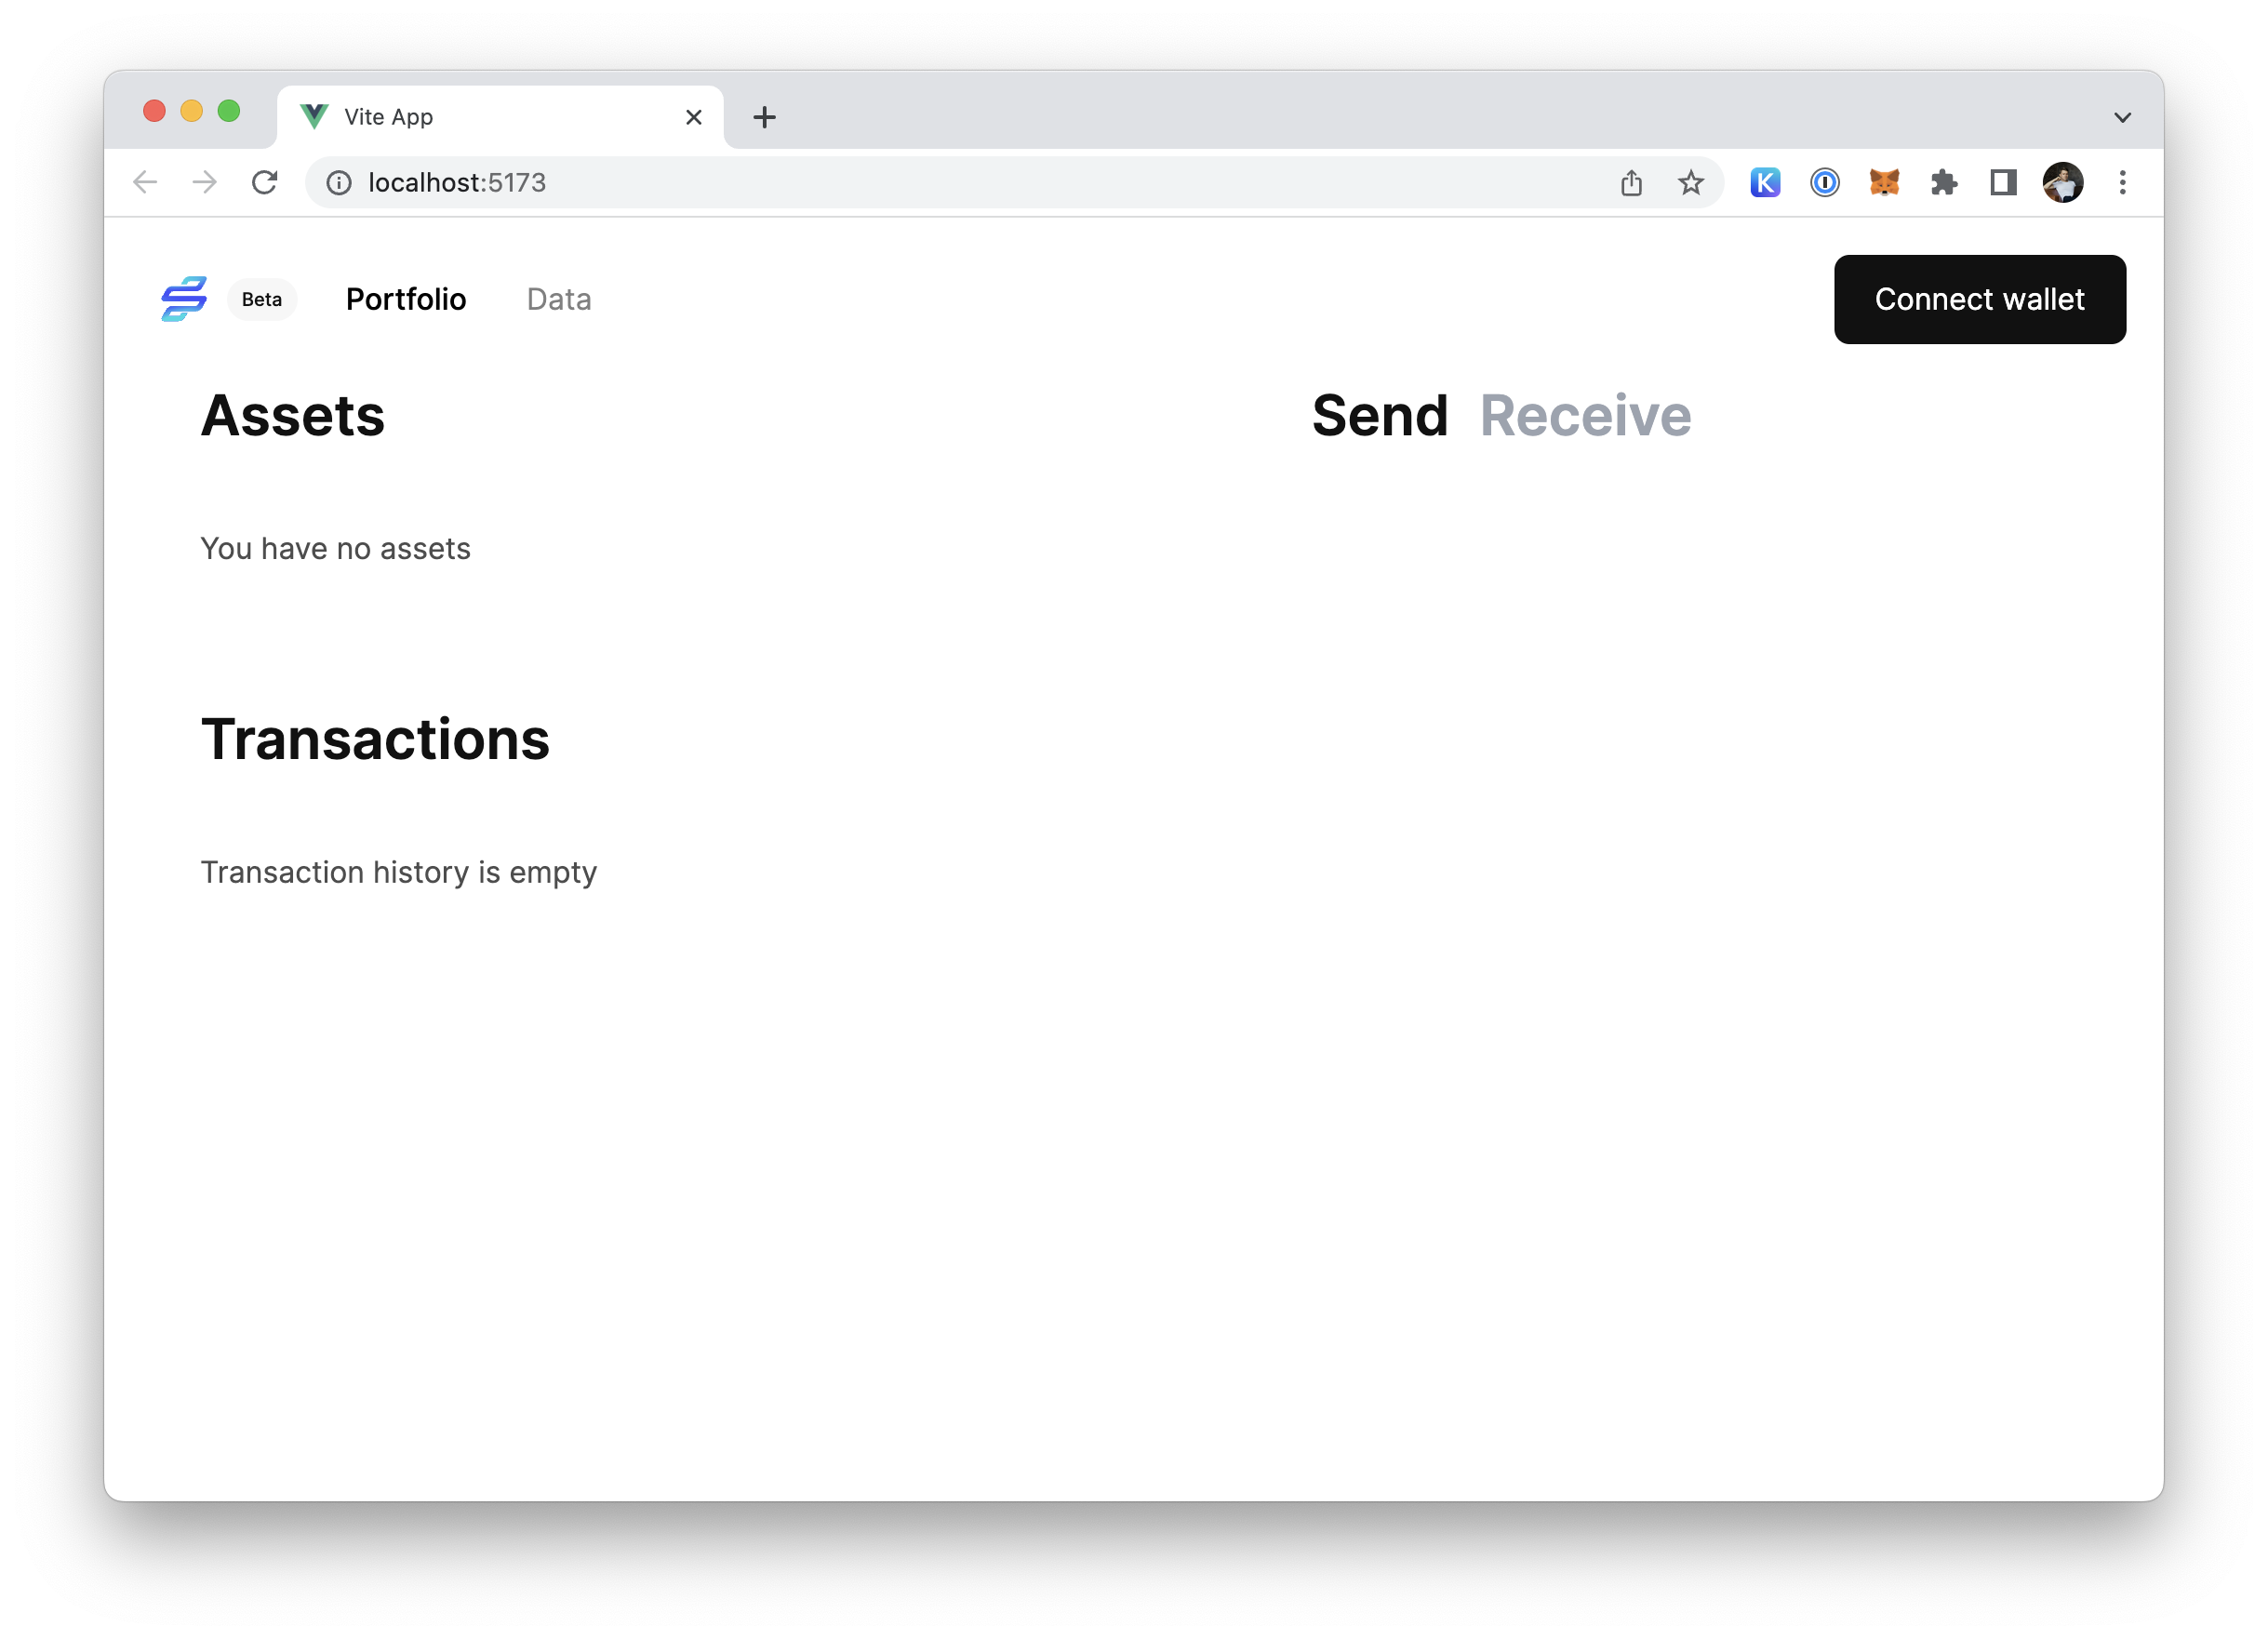 Vite App
localhost:5173
Beta
Portfolio
Data
Connect wallet
Assets
Send Receive
You have no assets
Transactions
Transaction history is empty